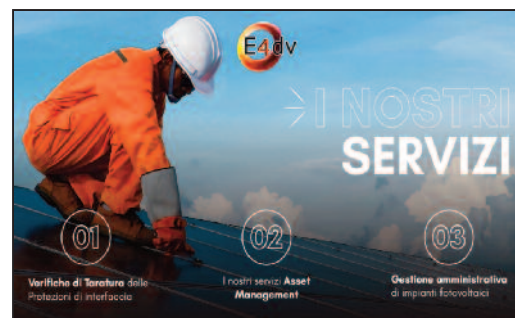 E4dv
I NOSTRI
SERVIZI
01
Verifiche di Taratura delle
Protezioni di Interfaccia
02
I nostri servizi Asset
Management
03
Gestione amministrativa
di impianti fotovoltaici